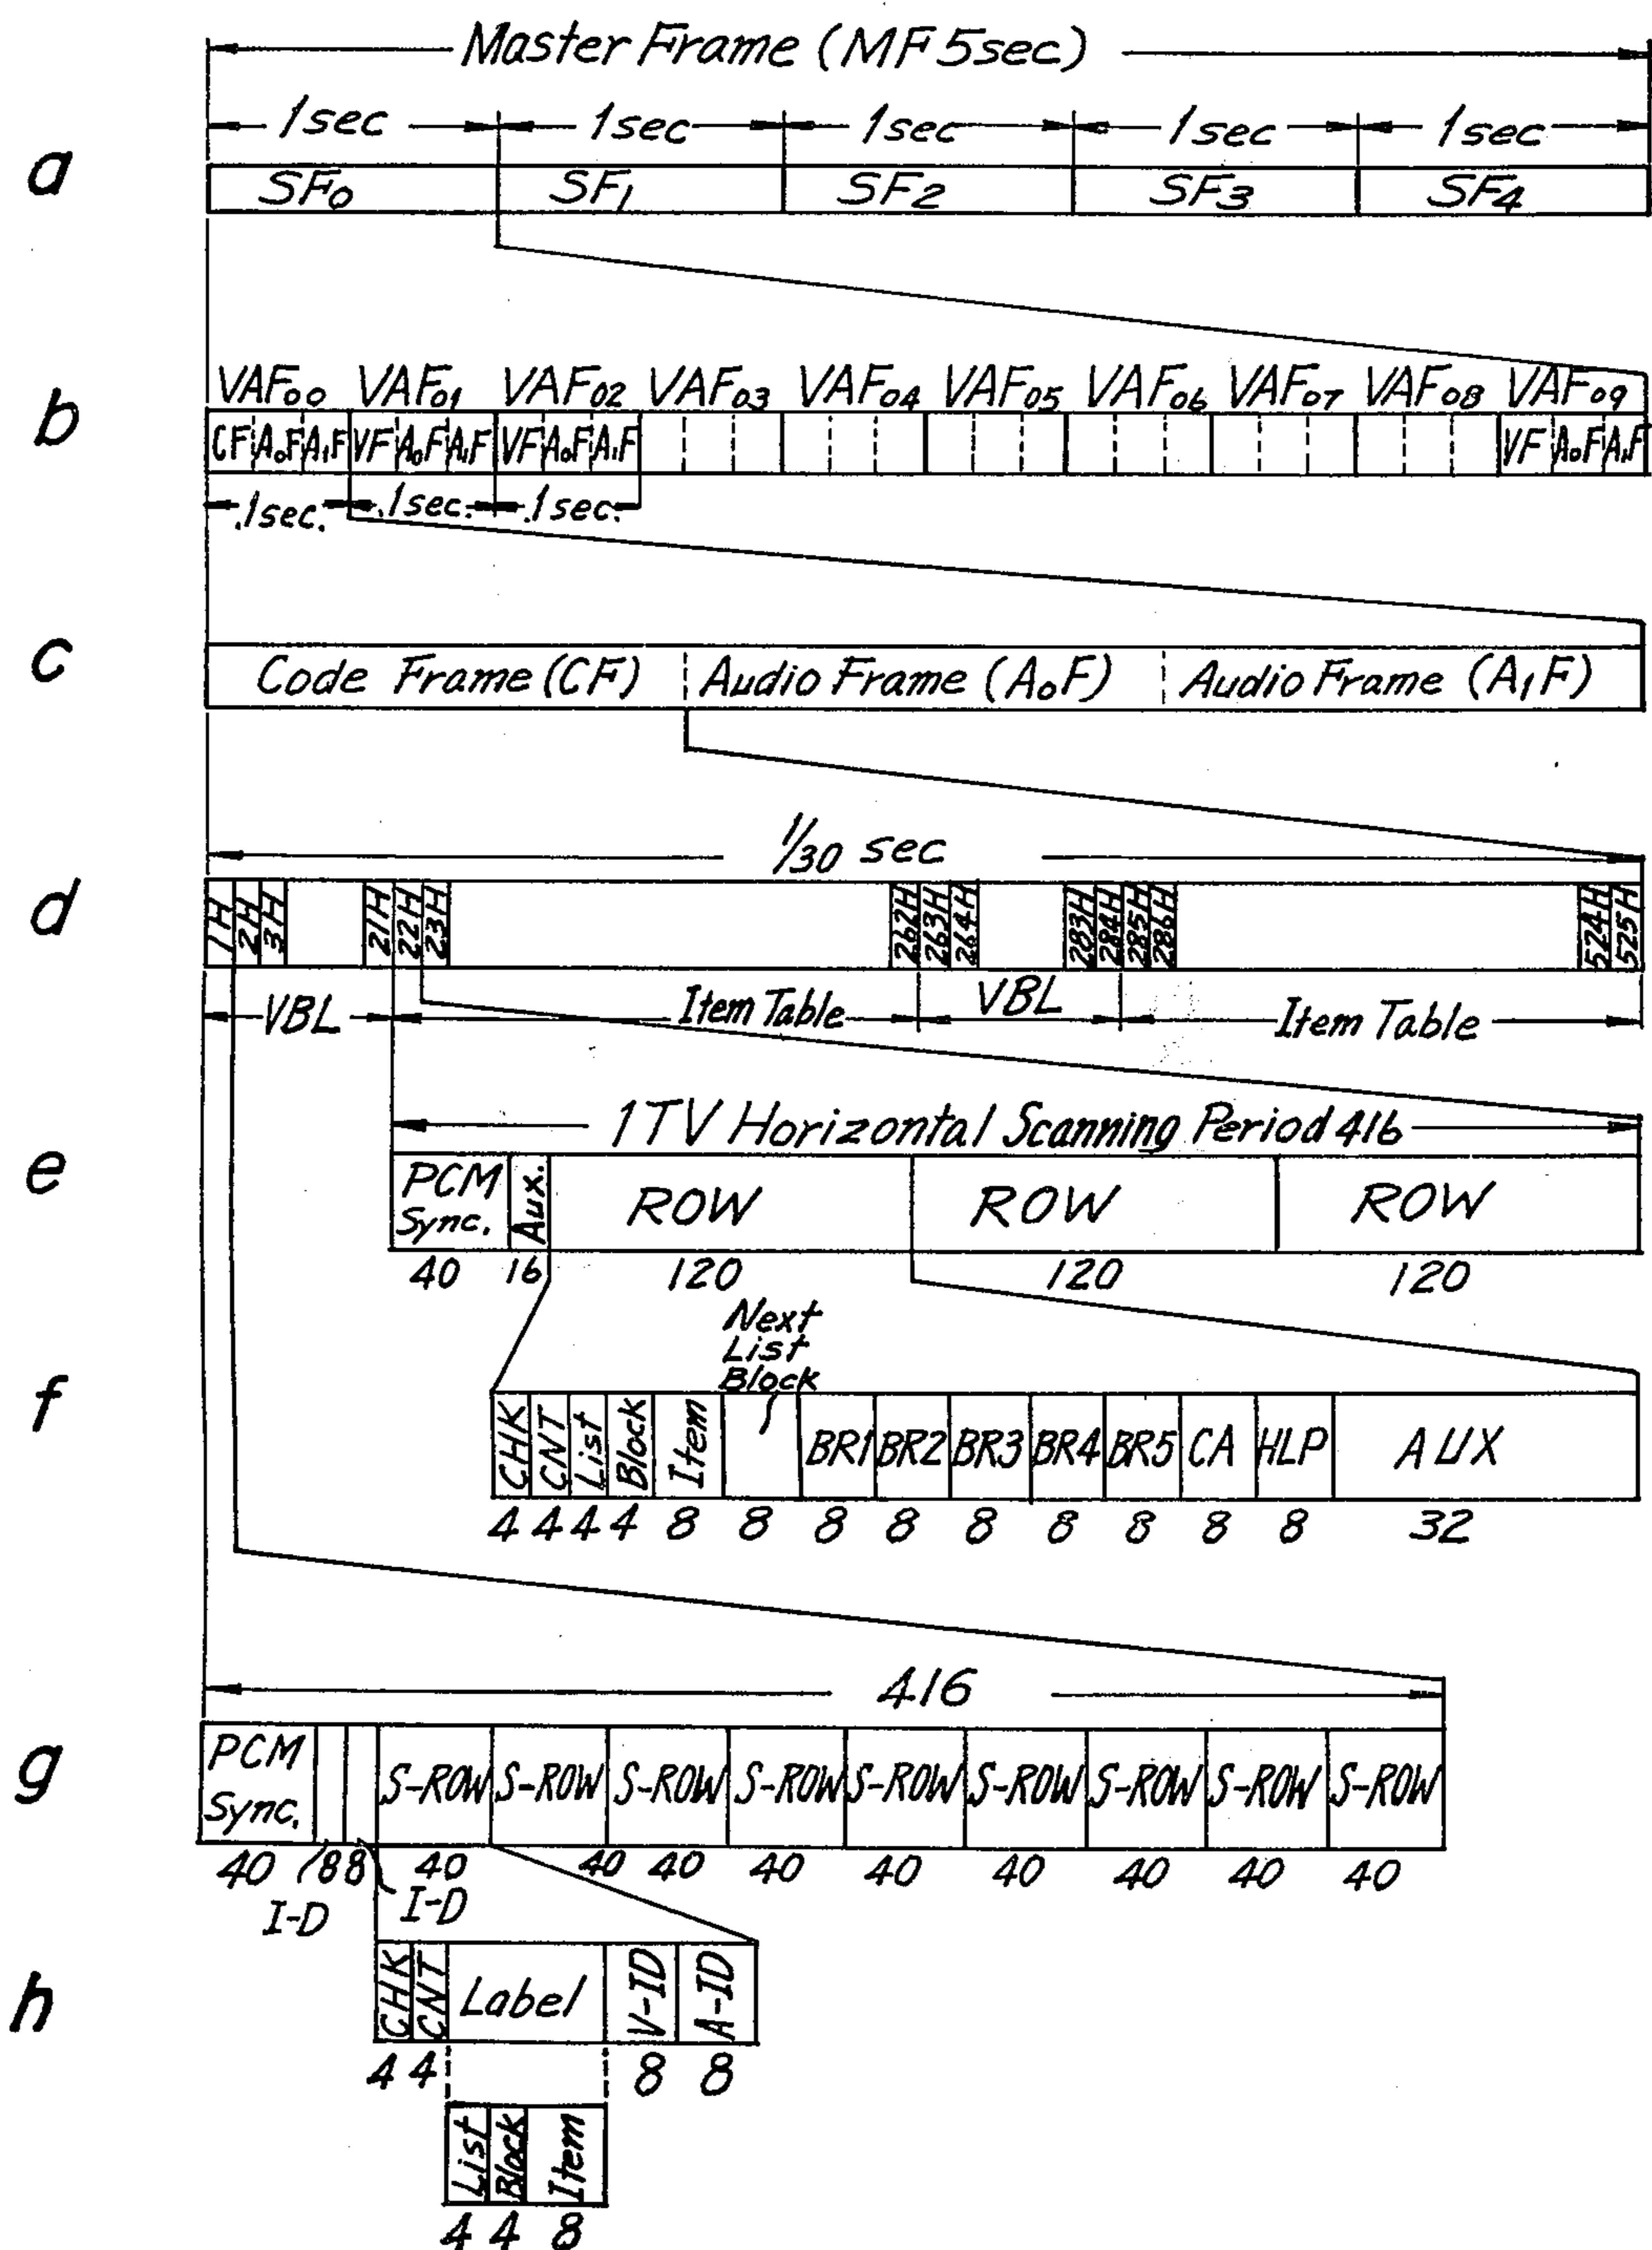 Master Frame (MF 5sec)
1sec 1sec 1sec 1sec 1sec
a
SF0 SF1 SF2 SF3 SF4
VAF00 VAF01 VAF02 VAF03 VAF04 VAF05 VAF06 VAF07 VAF08 VAF09
b
CF A0F A1F VF A0F A1F VF A0F A1F VF A0F A1F
.1sec. .1sec. .1sec.
c
Code Frame (CF) Audio Frame (A0F) Audio Frame (A1F)
1/30 sec
d
1H 2H 3H 21H 22H 23H 262H 263H 264H 283H 284H 285H 286H 524H 525H
VBL Item Table VBL Item Table
1 TV Horizontal Scanning Period 416
e
PCM Aux. ROW ROW ROW
Sync.
40 16 120 120 120
Next
List
Block
f
CHK CNT List Block Item BR1 BR2 BR3 BR4 BR5 CA HLP AUX
4 4 4 4 8 8 8 8 8 8 8 8 8 32
416
g
PCM S-ROW S-ROW S-ROW S-ROW S-ROW S-ROW S-ROW S-ROW S-ROW
Sync.
40 8 8 40 40 40 40 40 40 40 40 40
I-D I-D
h
CHK CNT Label V-ID A-ID
4 4 8 8
List Block Item
4 4 8